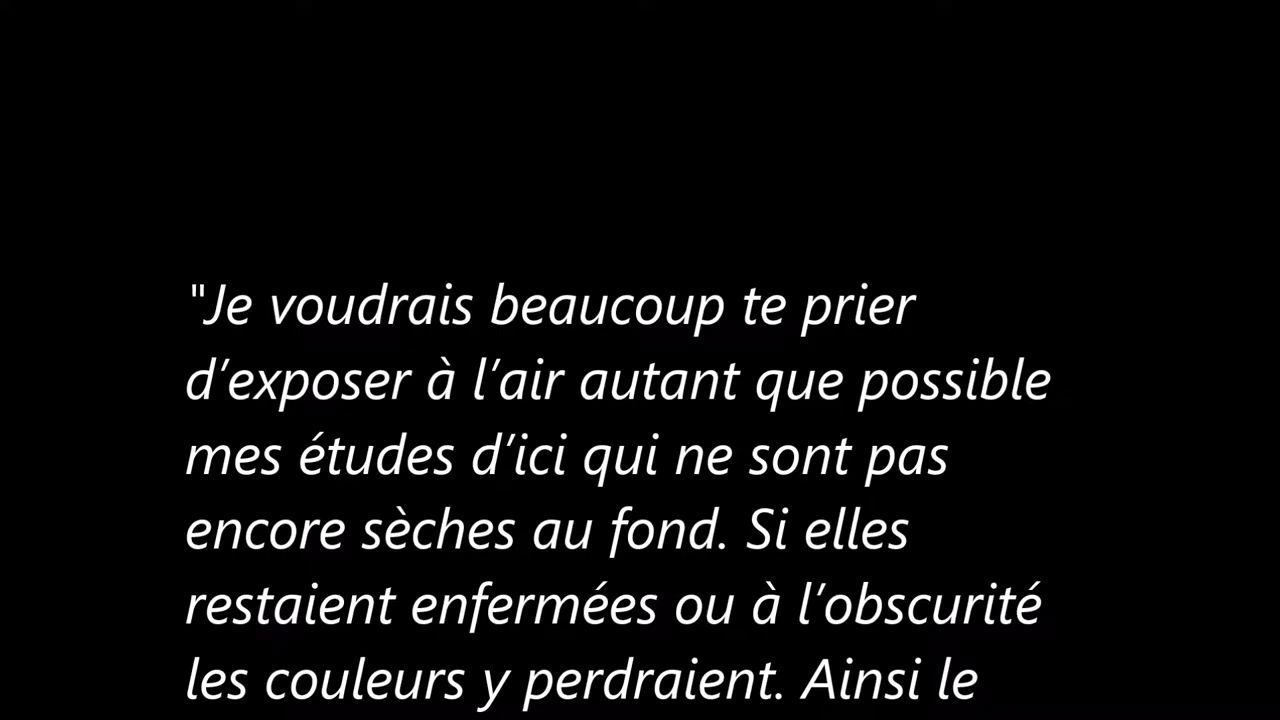 "Je voudrais beaucoup te prier
d’exposer à l’air autant que possible
mes études d’ici qui ne sont pas
encore sèches au fond. Si elles
restaient enfermées ou à l’obscurité
les couleurs y perdraient. Ainsi le